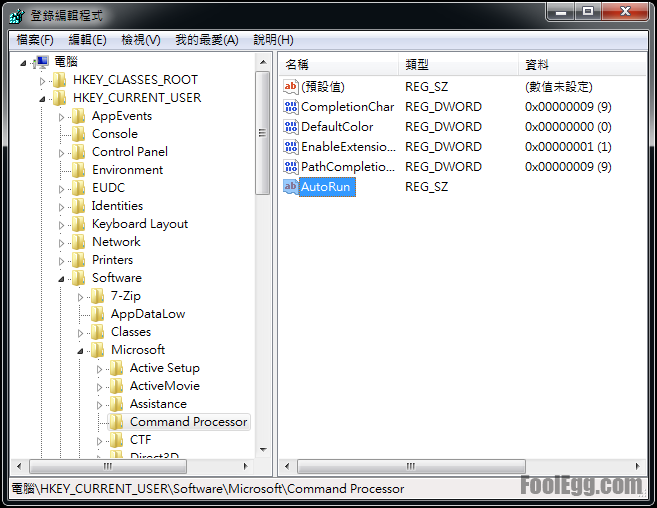 登錄編輯程式
檔案(F) 編輯(E) 檢視(V) 我的最愛(A) 說明(H)
電腦
HKEY_CLASSES_ROOT
HKEY_CURRENT_USER
AppEvents
Console
Control Panel
Environment
EUDC
Identities
Keyboard Layout
Network
Printers
Software
7-Zip
AppDataLow
Classes
Microsoft
Active Setup
ActiveMovie
Assistance
Command Processor
CTF
Direct3D
名稱 類型 資料
(預設值) REG_SZ (數值未設定)
CompletionChar REG_DWORD 0x00000009 (9)
DefaultColor REG_DWORD 0x00000000 (0)
EnableExtensio... REG_DWORD 0x00000001 (1)
PathCompletio... REG_DWORD 0x00000009 (9)
AutoRun REG_SZ
電腦\HKEY_CURRENT_USER\Software\Microsoft\Command Processor
FoolEgg.com